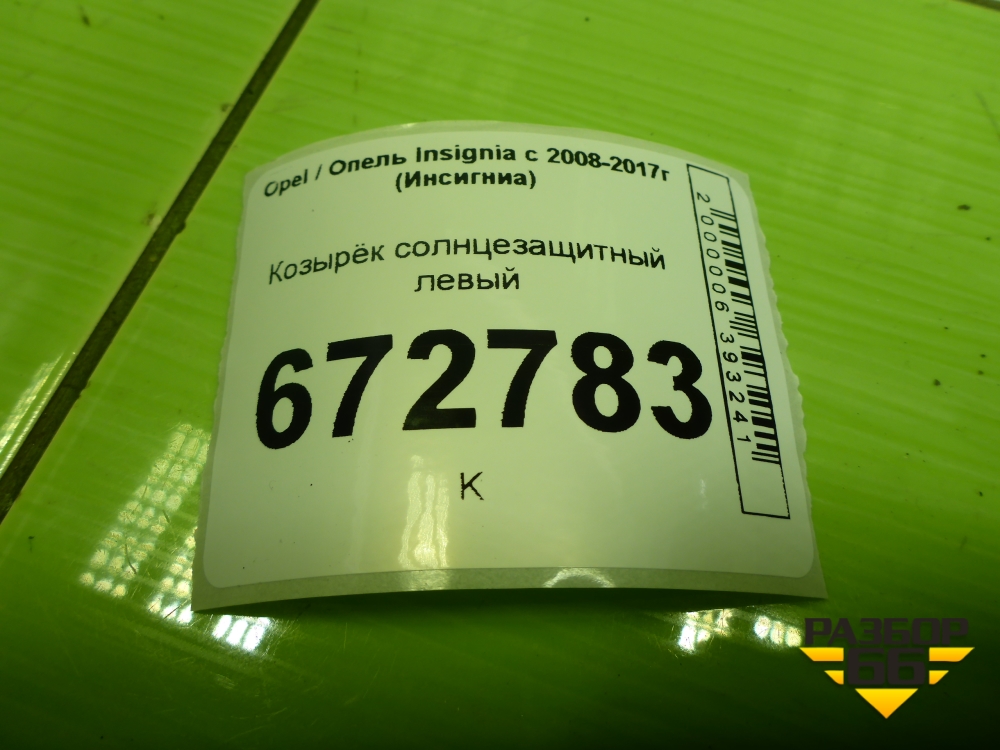 Opel / Опель Insignia с 2008-2017г
(Инсигниа)
Козырёк солнцезащитный
левый
672783
К
2000006393241
РАЗБОР
66